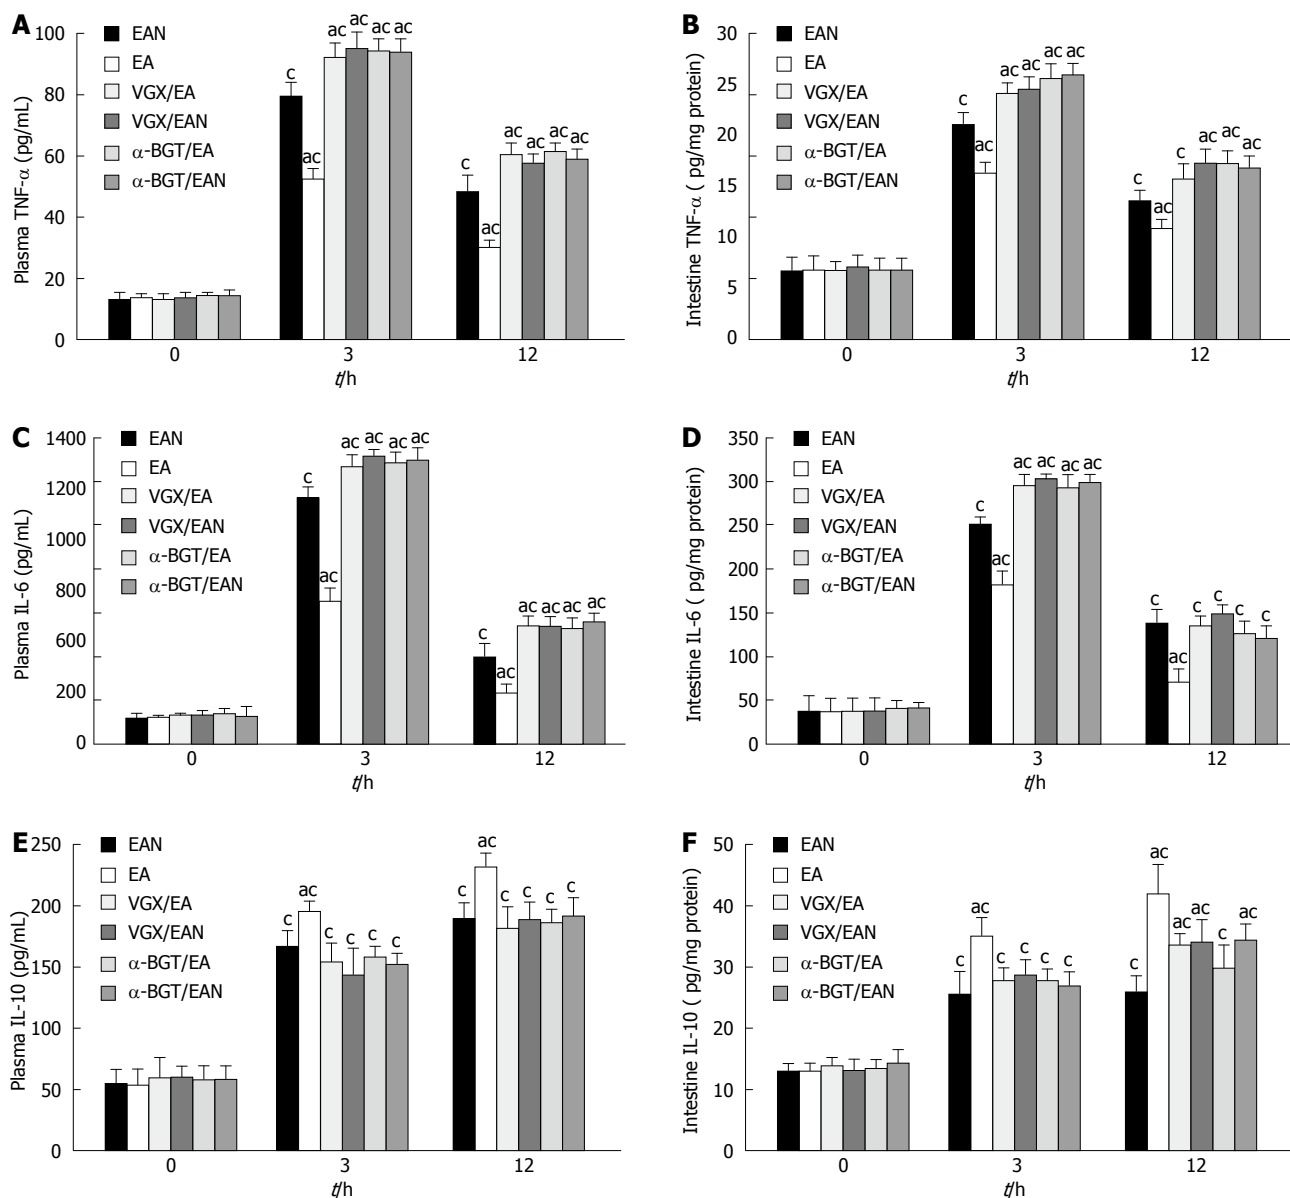 A
Plasma TNF-α (pg/mL)
100
80
60
40
20
0
EAN
EA
VGX/EA
VGX/EAN
α-BGT/EA
α-BGT/EAN
c
ac
ac
ac
ac
ac
c
ac
ac
ac
ac
ac
0
3
12
t/h
B
Intestine TNF-α ( pg/mg protein)
30
25
20
15
10
5
0
EAN
EA
VGX/EA
VGX/EAN
α-BGT/EA
α-BGT/EAN
c
ac
ac
ac
ac
ac
c
ac
c
ac
ac
ac
0
3
12
t/h
C
Plasma IL-6 (pg/mL)
1400
1200
1000
800
600
200
0
EAN
EA
VGX/EA
VGX/EAN
α-BGT/EA
α-BGT/EAN
c
ac
ac
ac
ac
ac
c
ac
ac
ac
ac
ac
0
3
12
t/h
D
Intestine IL-6 ( pg/mg protein)
350
300
250
200
150
100
50
0
EAN
EA
VGX/EA
VGX/EAN
α-BGT/EA
α-BGT/EAN
c
ac
ac
ac
ac
ac
c
ac
c
c
c
c
0
3
12
t/h
E
Plasma IL-10 (pg/mL)
250
200
150
100
50
0
EAN
EA
VGX/EA
VGX/EAN
α-BGT/EA
α-BGT/EAN
c
ac
c
c
c
c
c
ac
c
c
c
c
0
3
12
t/h
F
Intestine IL-10 ( pg/mg protein)
50
40
30
20
10
0
EAN
EA
VGX/EA
VGX/EAN
α-BGT/EA
α-BGT/EAN
c
ac
c
c
c
c
c
ac
ac
ac
c
ac
0
3
12
t/h